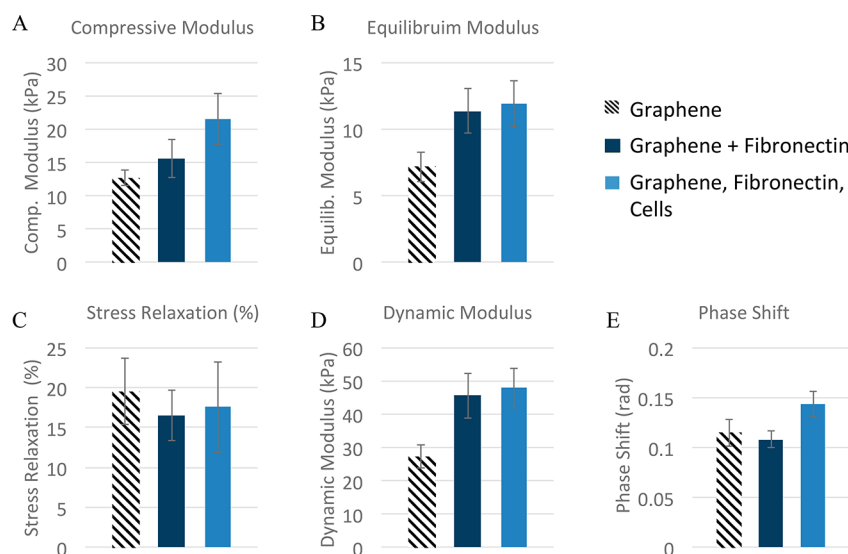 A
Compressive Modulus
Comp. Modulus (kPa)
30
25
20
15
10
5
0
B
Equilibruim Modulus
Equilib. Modulus (kPa)
15
10
5
0
Graphene
Graphene + Fibronectin
Graphene, Fibronectin,
Cells
C
Stress Relaxation (%)
Stress Relaxation (%)
25
20
15
10
5
0
D
Dynamic Modulus
Dynamic Modulus (kPa)
60
50
40
30
20
10
0
E
Phase Shift
Phase Shift (rad)
0.2
0.15
0.1
0.05
0